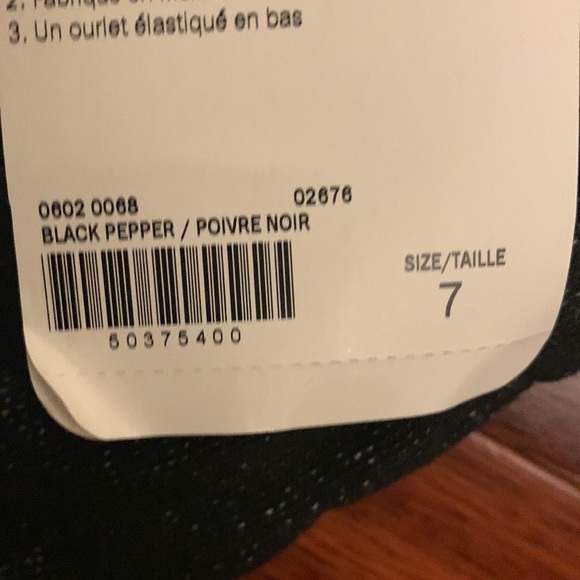 3. Un ourlet élastiqué en bas
0602 0068 02676
BLACK PEPPER / POIVRE NOIR
SIZE/TAILLE
7
50375400